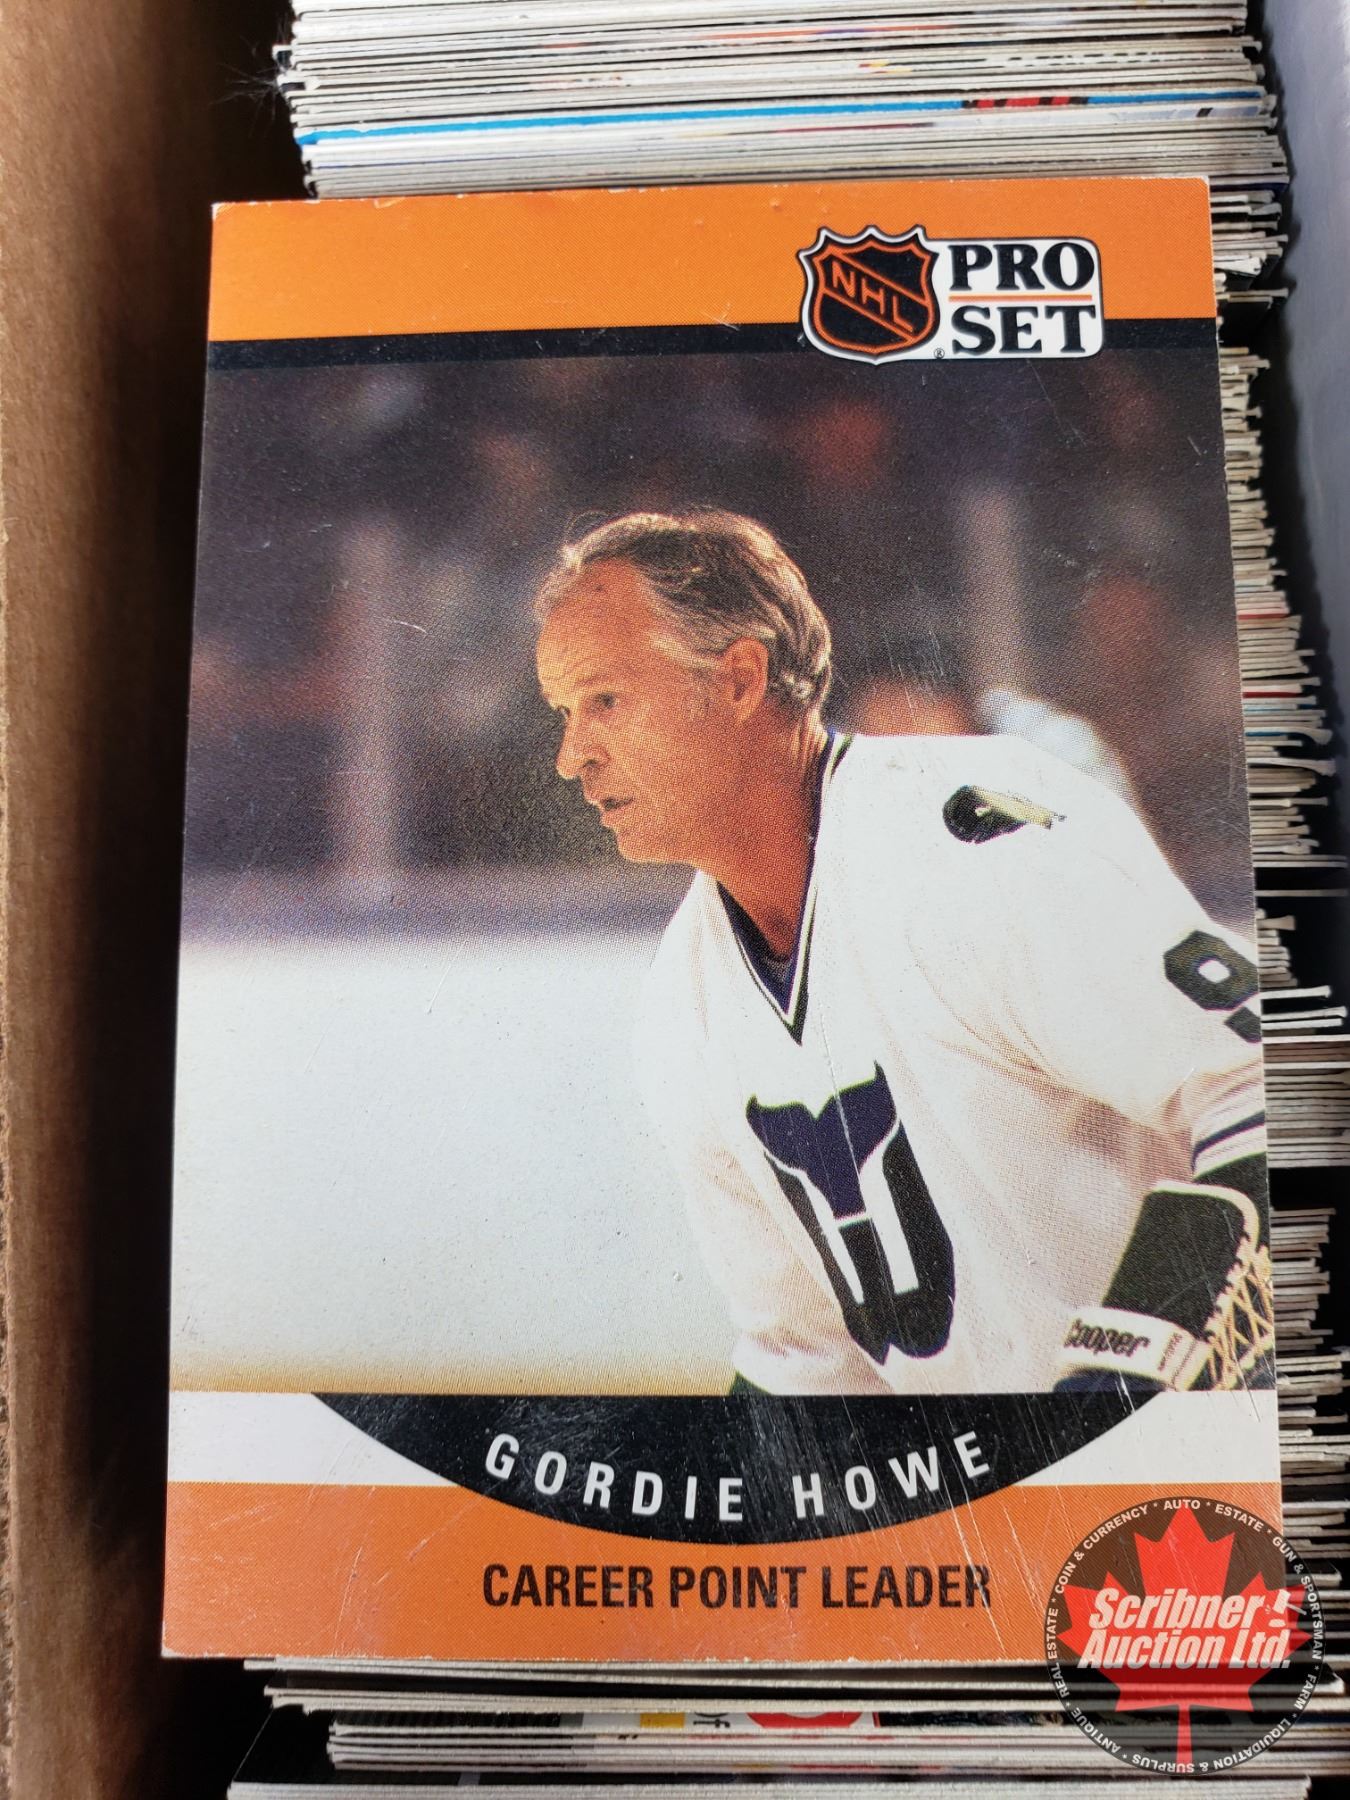 NHL
PRO
SET
®
9
Cooper
GORDIE HOWE
CAREER POINT LEADER
Scribner
Auction Ltd.
ANTIQUE * REAL ESTATE * COIN & CURRENCY * AUTO * ESTATE * GUN & SPORTSMAN * FARM * LIQUIDATION & SURPLUS *